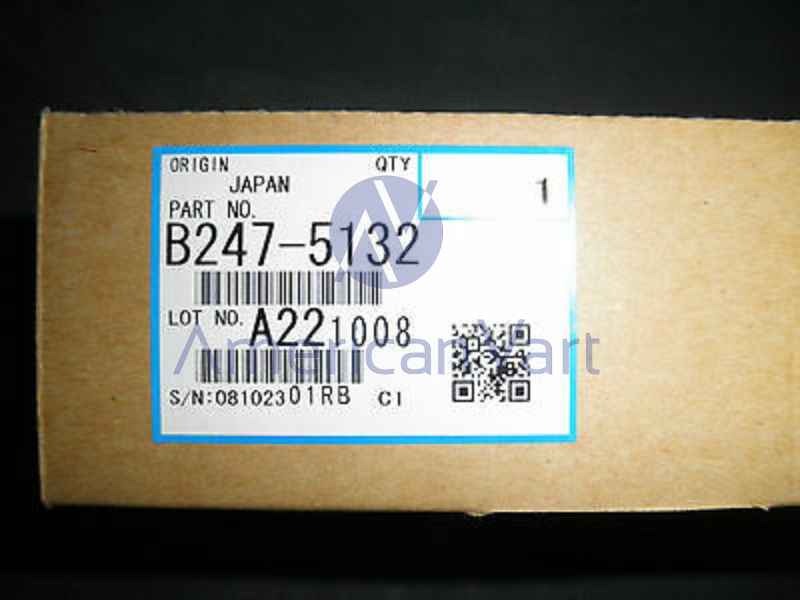 ORIGIN QTY
JAPAN 1
PART NO.
B247-5132
LOT NO. A221008
S/N:08102301RB C1
AmericanMart